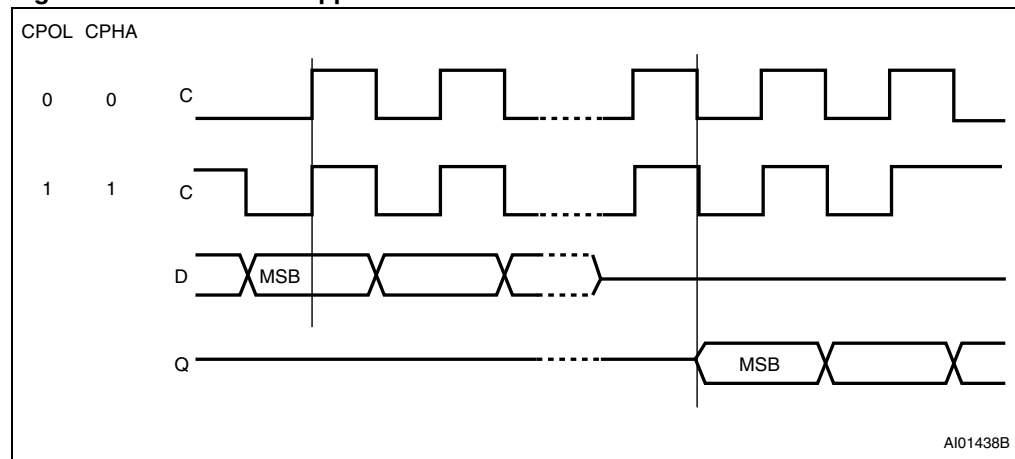 CPOL CPHA
0 0 C
1 1 C
D MSB
Q MSB
AI01438B